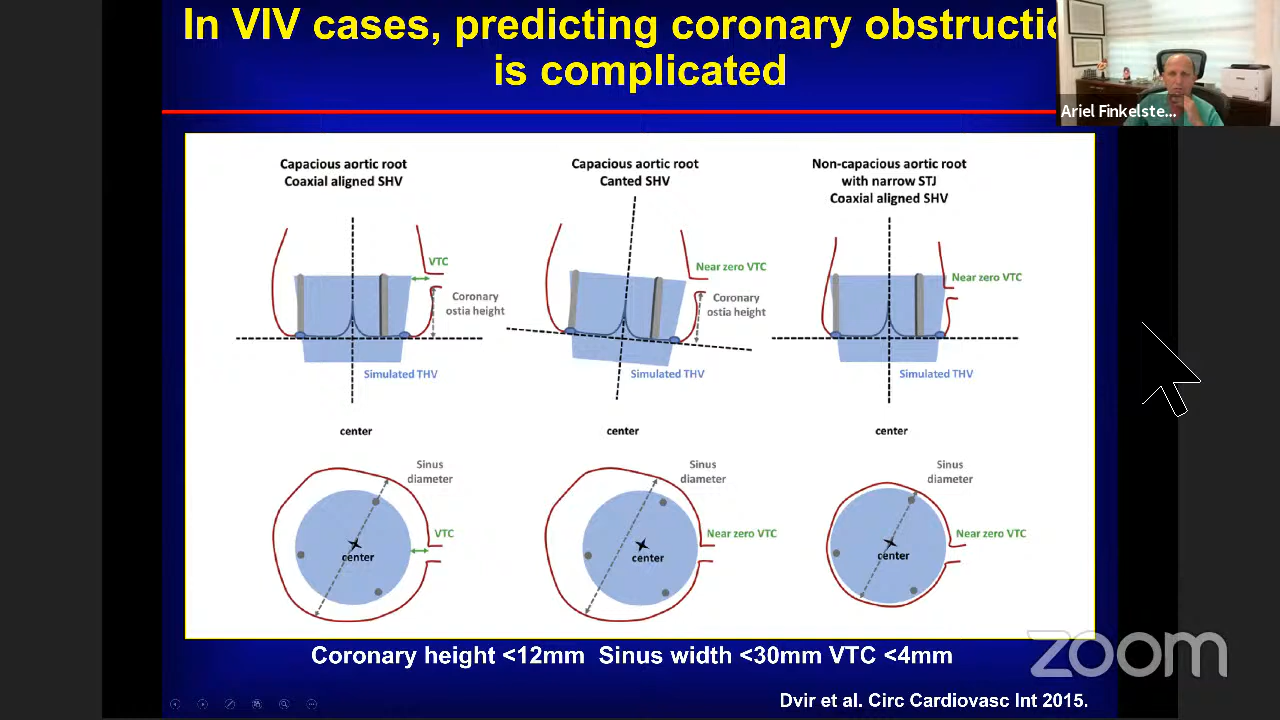 In VIV cases, predicting coronary obstructio
is complicated
Ariel Finkelste...
Capacious aortic root
Coaxial aligned SHV
Capacious aortic root
Canted SHV
Non-capacious aortic root
with narrow STJ
Coaxial aligned SHV
VTC
Coronary
ostia height
Simulated THV
Near zero VTC
Coronary
ostia height
Simulated THV
Near zero VTC
Simulated THV
center
center
center
Sinus
diameter
VTC
center
Sinus
diameter
Near zero VTC
center
Sinus
diameter
Near zero VTC
center
Coronary height <12mm Sinus width <30mm VTC <4mm
zoom
Dvir et al. Circ Cardiovasc Int 2015.